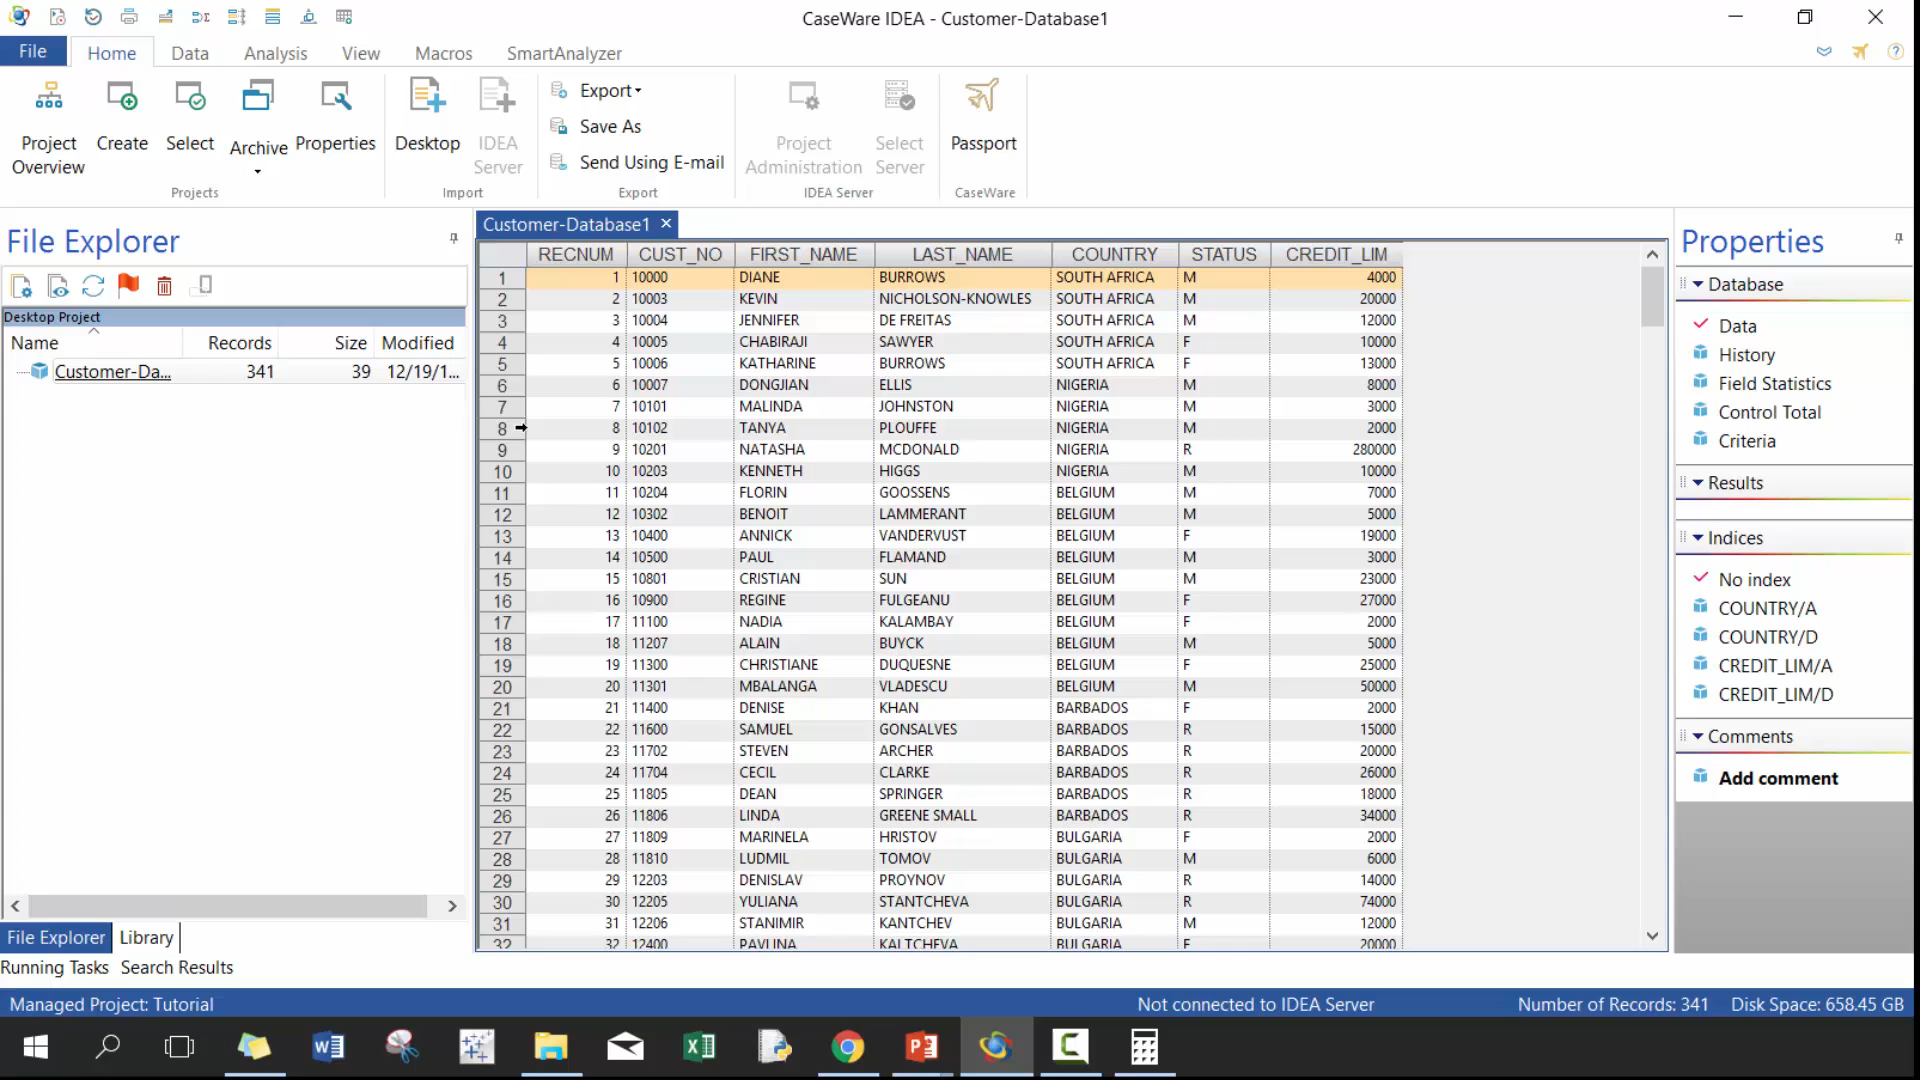 CaseWare IDEA - Customer-Database1
File Home Data Analysis View Macros SmartAnalyzer
Project Overview Create Select Archive Properties Desktop IDEA Server Export Save As Send Using E-mail Project Administration Select Server Passport
Projects Import Export IDEA Server CaseWare
File Explorer
Desktop Project
Name Records Size Modified
Customer-Da... 341 39 12/19/1...
File Explorer Library
Running Tasks Search Results
Customer-Database1
RECNUM CUST_NO FIRST_NAME LAST_NAME COUNTRY STATUS CREDIT_LIM
1 1 10000 DIANE BURROWS SOUTH AFRICA M 4000
2 2 10003 KEVIN NICHOLSON-KNOWLES SOUTH AFRICA M 20000
3 3 10004 JENNIFER DE FREITAS SOUTH AFRICA M 12000
4 4 10005 CHABIRAJI SAWYER SOUTH AFRICA F 10000
5 5 10006 KATHARINE BURROWS SOUTH AFRICA F 13000
6 6 10007 DONGJIAN ELLIS NIGERIA M 8000
7 7 10101 MALINDA JOHNSTON NIGERIA M 3000
8 8 10102 TANYA PLOUFFE NIGERIA M 2000
9 9 10201 NATASHA MCDONALD NIGERIA R 280000
10 10 10203 KENNETH HIGGS NIGERIA M 10000
11 11 10204 FLORIN GOOSSENS BELGIUM M 7000
12 12 10302 BENOIT LAMMERANT BELGIUM M 5000
13 13 10400 ANNICK VANDERVUST BELGIUM F 19000
14 14 10500 PAUL FLAMAND BELGIUM M 3000
15 15 10801 CRISTIAN SUN BELGIUM M 23000
16 16 10900 REGINE FULGEANU BELGIUM F 27000
17 17 11100 NADIA KALAMBAY BELGIUM F 2000
18 18 11207 ALAIN BUYCK BELGIUM M 5000
19 19 11300 CHRISTIANE DUQUESNE BELGIUM F 25000
20 20 11301 MBALANGA VLADESCU BELGIUM M 50000
21 21 11400 DENISE KHAN BARBADOS F 2000
22 22 11600 SAMUEL GONSALVES BARBADOS R 15000
23 23 11702 STEVEN ARCHER BARBADOS R 20000
24 24 11704 CECIL CLARKE BARBADOS R 26000
25 25 11805 DEAN SPRINGER BARBADOS R 18000
26 26 11806 LINDA GREENE SMALL BARBADOS R 34000
27 27 11809 MARINELA HRISTOV BULGARIA F 2000
28 28 11810 LUDMIL TOMOV BULGARIA M 6000
29 29 12203 DENISLAV PROYNOV BULGARIA R 14000
30 30 12205 YULIANA STANTCHEVA BULGARIA R 74000
31 31 12206 STANIMIR KANTCHEV BULGARIA M 12000
32 32 12400 PAVLINA KALTCHEVA BULGARIA F 20000
Properties
Database
Data
History
Field Statistics
Control Total
Criteria
Results
Indices
No index
COUNTRY/A
COUNTRY/D
CREDIT_LIM/A
CREDIT_LIM/D
Comments
Add comment
Managed Project: Tutorial Not connected to IDEA Server Number of Records: 341 Disk Space: 658.45 GB